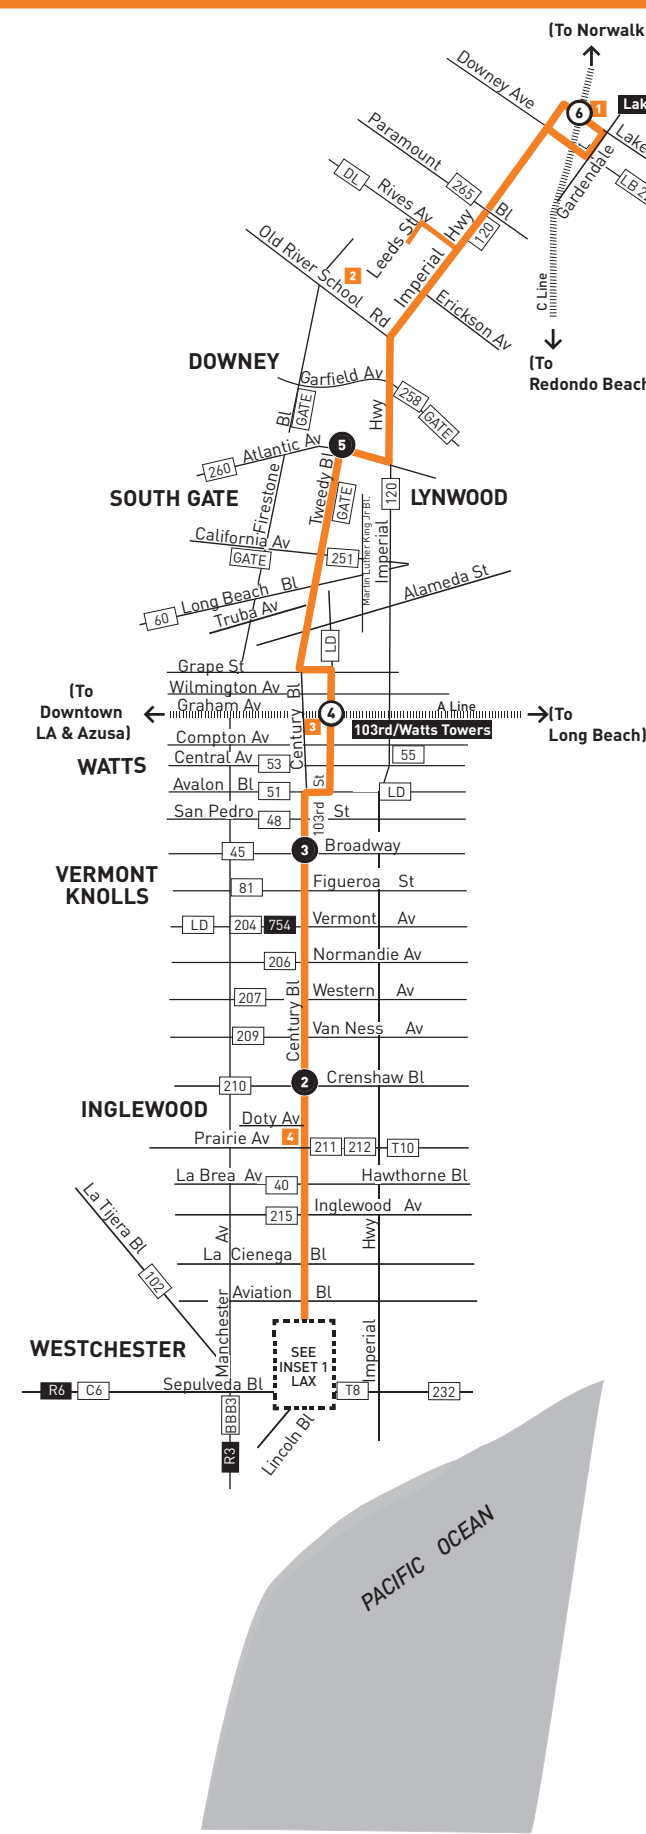 (To Norwalk)
Downey Ave
6
1
Lak
Lake
Paramount
Bl
265
DL
Rives Av
Leeds St
Gardendale
LB 2
120
Imperial Hwy
Old River School Rd
2
Erickson Av
C Line
(To
Redondo Beach
DOWNEY
Garfield Av
258
GATE
Hwy
GATE
Firestone Bl
5
Atlantic Av
260
SOUTH GATE
LYNWOOD
Tweedy Bl
GATE
120
Imperial
Martin Luther King Jr Bl.
California Av
GATE
251
Long Beach Bl
60
Truba Av
Alameda St
LD
Grape St
Wilmington Av
Graham Av
A Line
(To
Downtown
LA & Azusa)
3
4
103rd/Watts Towers
(To
Long Beach)
Century Bl
Compton Av
55
WATTS
Central Av
53
Avalon Bl
51
LD
San Pedro St
48
103rd St
45
3
Broadway
VERMONT
KNOLLS
81
Figueroa St
LD
204
754
Vermont Av
206
Normandie Av
207
Western Av
Century Bl
209
Van Ness Av
210
2
Crenshaw Bl
INGLEWOOD
Doty Av
Prairie Av
4
211
212
T10
La Brea Av
40
Hawthorne Bl
215
Inglewood Av
La Tijera Bl
102
La Cienega Bl
Aviation Bl
Manchester Av
Imperial Hwy
WESTCHESTER
SEE
INSET 1
LAX
Sepulveda Bl
R6
C6
T8
232
BBB3
R3
Lincoln Bl
PACIFIC OCEAN